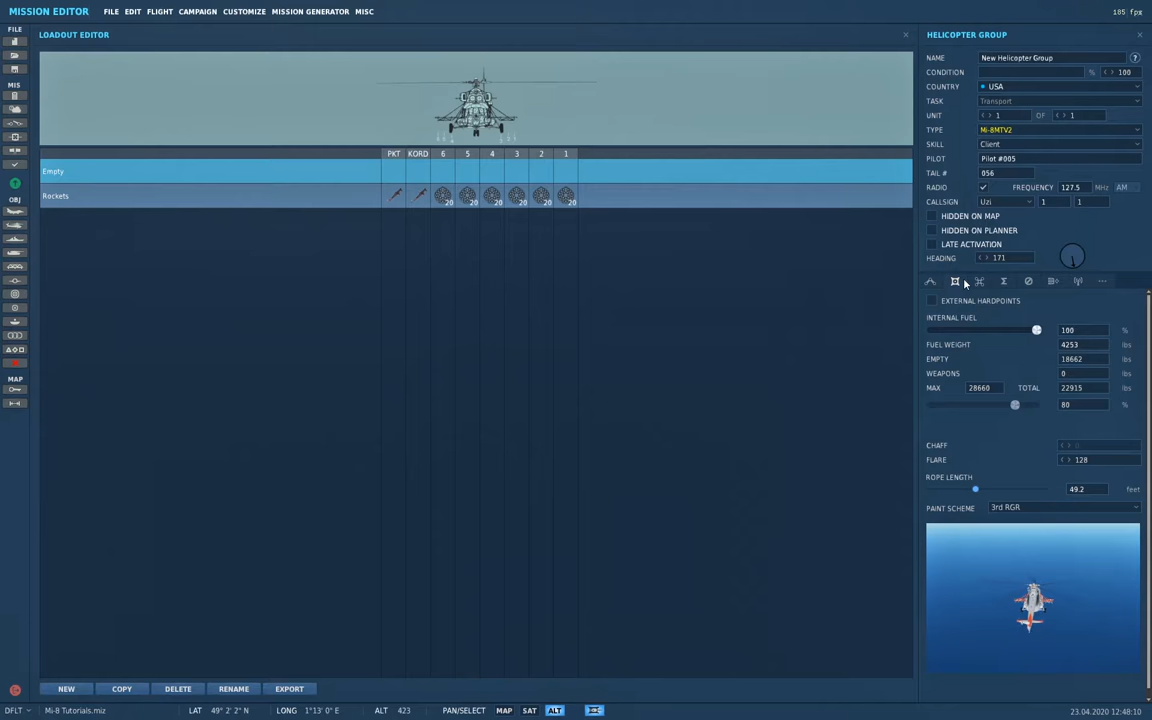 MISSION EDITOR FILE EDIT FLIGHT CAMPAIGN CUSTOMIZE MISSION GENERATOR MISC 185 fps
FILE
MIS
OBJ
MAP
LOADOUT EDITOR
PKT KORD 6 5 4 3 2 1
Empty
Rockets 20 20 20 20 20 20
NEW COPY DELETE RENAME EXPORT
HELICOPTER GROUP
NAME New Helicopter Group ?
CONDITION % < > 100
COUNTRY USA
TASK Transport
UNIT < > 1 OF < > 1
TYPE Mi-8MTV2
SKILL Client
PILOT Pilot #005
TAIL # 056
RADIO FREQUENCY 127.5 MHz AM
CALLSIGN Uzi 1 1
HIDDEN ON MAP
HIDDEN ON PLANNER
LATE ACTIVATION
HEADING < > 171
EXTERNAL HARDPOINTS
INTERNAL FUEL
100 %
FUEL WEIGHT 4253 lbs
EMPTY 18662 lbs
WEAPONS 0 lbs
MAX 28660 TOTAL 22915 lbs
80 %
CHAFF < >
FLARE < > 128
ROPE LENGTH
49.2 feet
PAINT SCHEME 3rd RGR
DFLT Mi-8 Tutorials.miz LAT 49° 2' 2" N LONG 1°13' 0" E ALT 423 PAN/SELECT MAP SAT ALT 23.04.2020 12:48:10